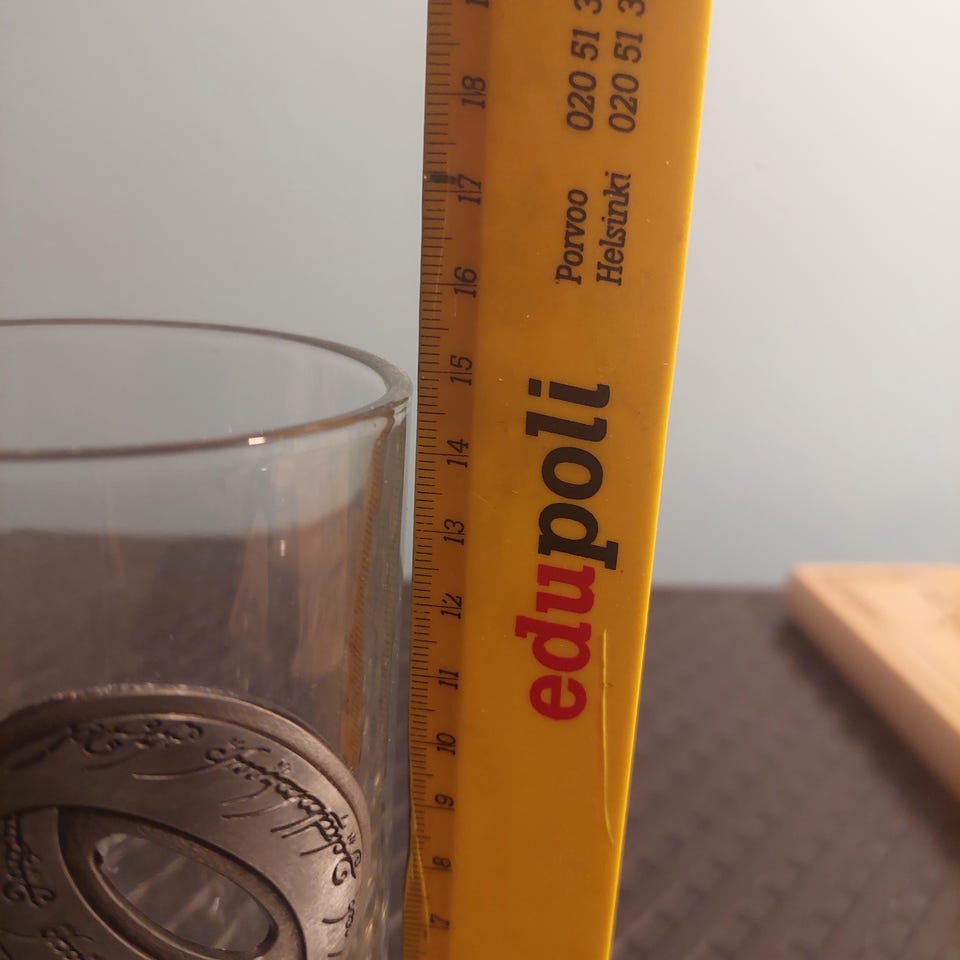 edupoli
Porvoo 020 51 3
Helsinki 020 51 3
7 8 9 10 11 12 13 14 15 16 17 18